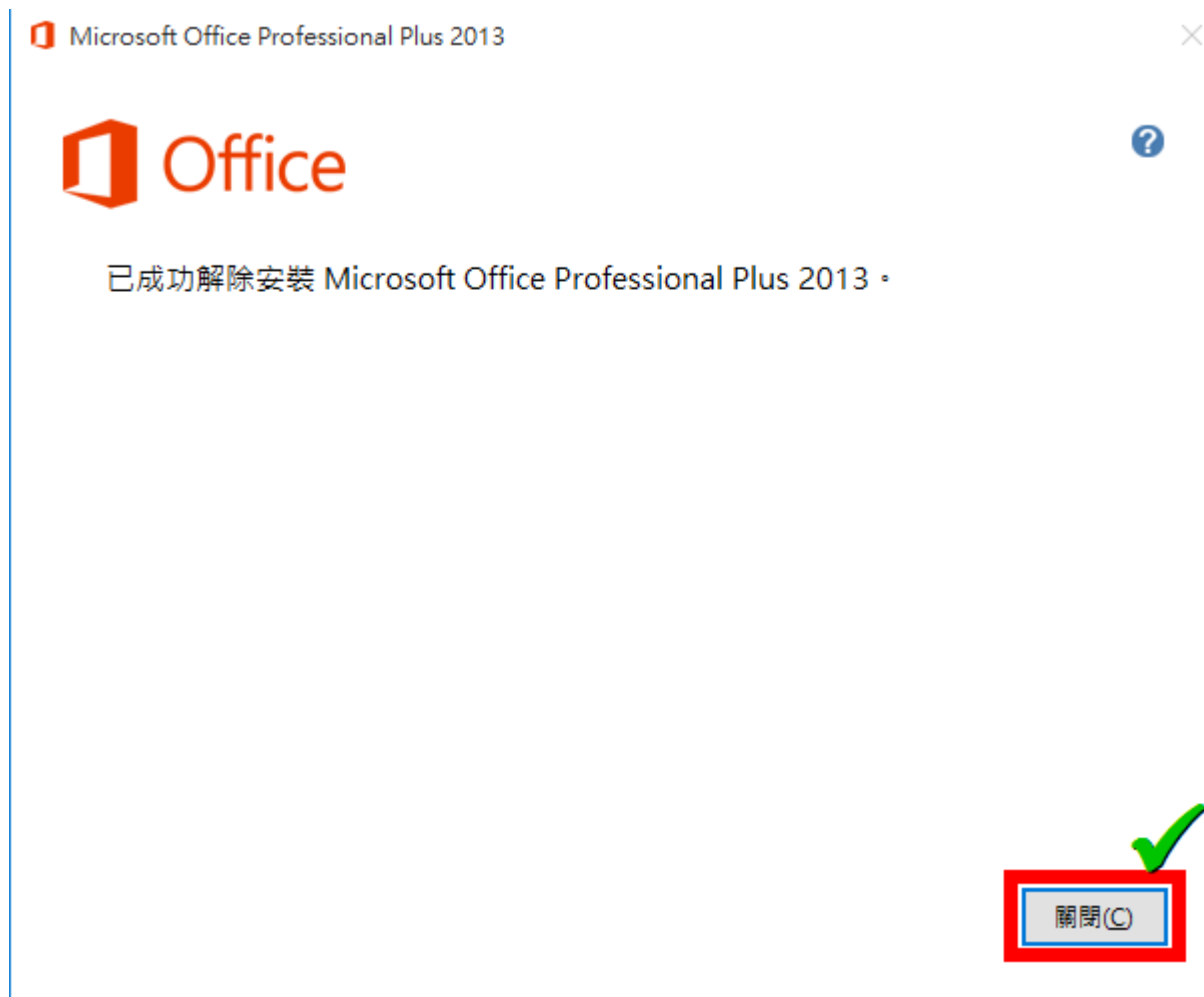 Microsoft Office Professional Plus 2013
Office
已成功解除安裝 Microsoft Office Professional Plus 2013。
關閉(C)